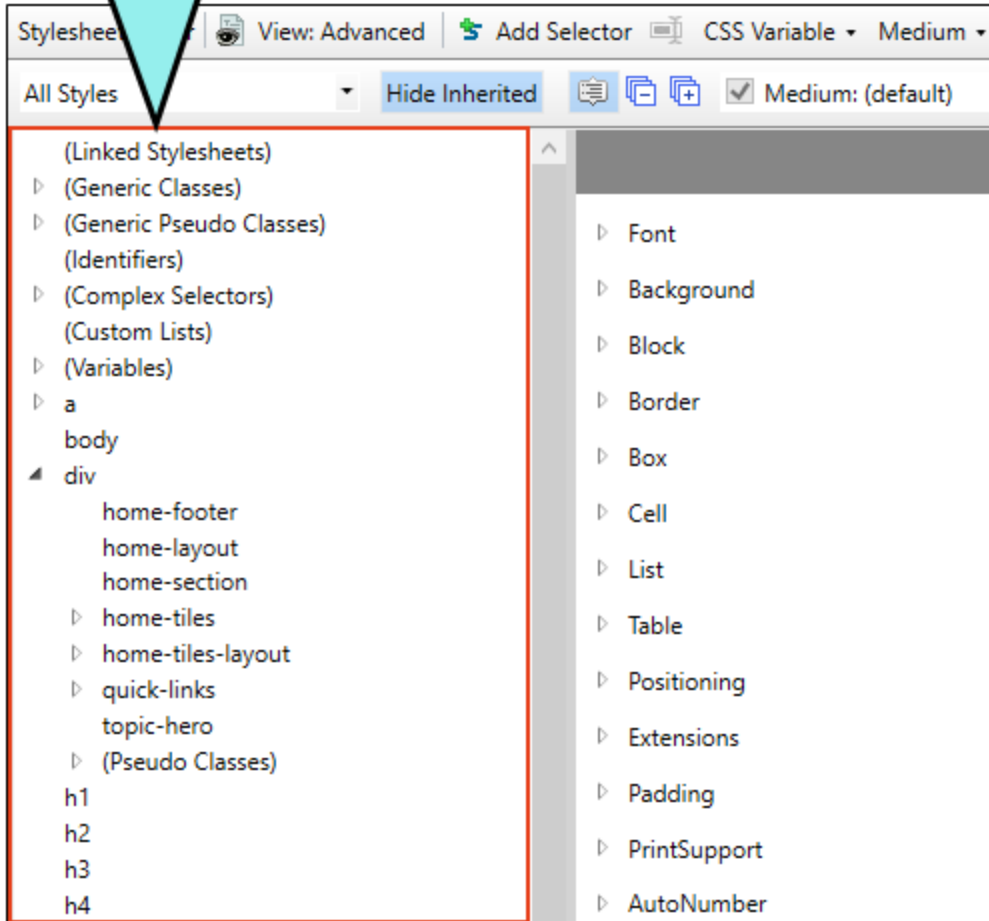 Styleshee View: Advanced Add Selector CSS Variable Medium
All Styles Hide Inherited Medium: (default)
(Linked Stylesheets)
(Generic Classes)
(Generic Pseudo Classes)
(Identifiers)
(Complex Selectors)
(Custom Lists)
(Variables)
a
body
div
home-footer
home-layout
home-section
home-tiles
home-tiles-layout
quick-links
topic-hero
(Pseudo Classes)
h1
h2
h3
h4
Font
Background
Block
Border
Box
Cell
List
Table
Positioning
Extensions
Padding
PrintSupport
AutoNumber